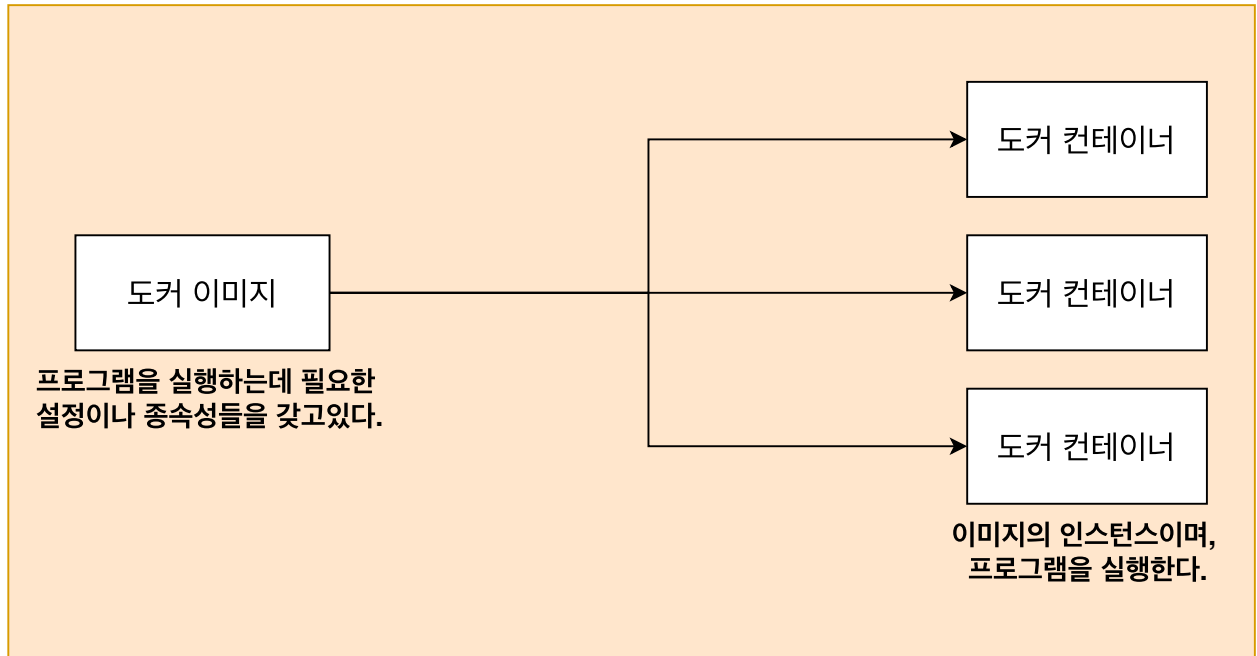 도커 컨테이너
도커 이미지
도커 컨테이너
프로그램을 실행하는데 필요한
설정이나 종속성들을 갖고있다.
도커 컨테이너
이미지의 인스턴스이며,
프로그램을 실행한다.